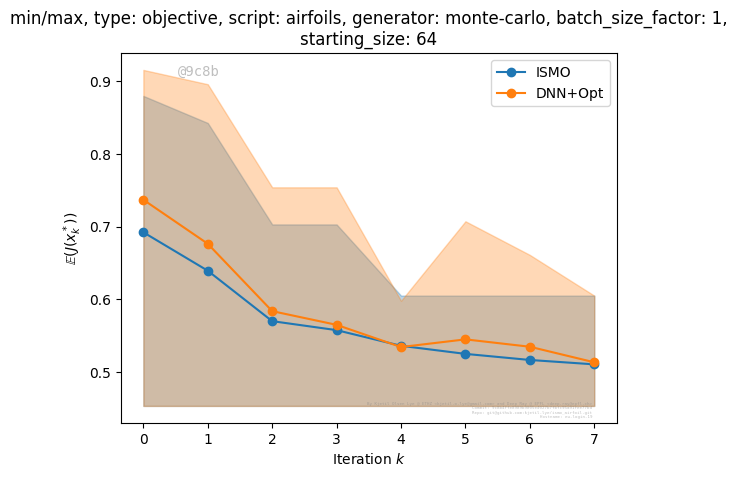 min/max, type: objective, script: airfoils, generator: monte-carlo, batch_size_factor: 1,
starting_size: 64
@9c8b
ISMO
DNN+Opt
0.9
0.8
0.7
0.6
0.5
𝔼(J(x*ₖ))
0 1 2 3 4 5 6 7
Iteration k